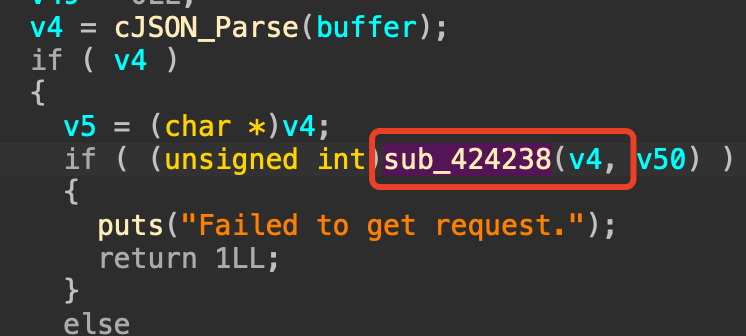 v4 = cJSON_Parse(buffer);
if ( v4 )
{
v5 = (char *)v4;
if ( (unsigned int)sub_424238(v4, v50) )
{
puts("Failed to get request.");
return 1LL;
}
else